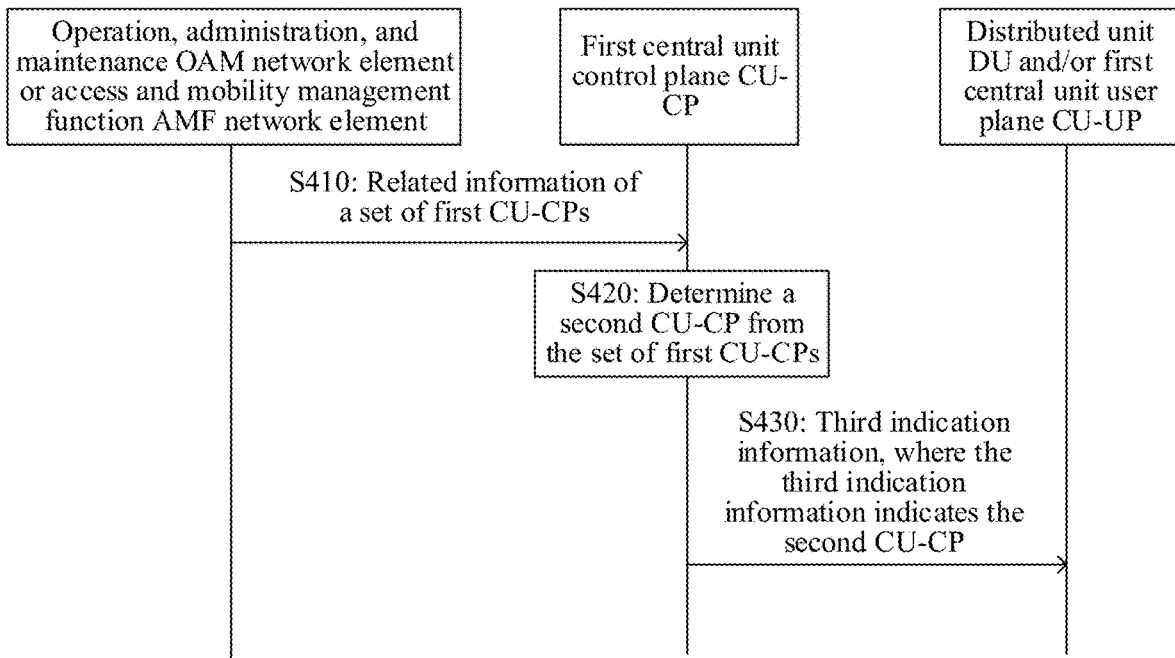 Operation, administration, and
maintenance OAM network element
or access and mobility management
function AMF network element
First central unit
control plane CU-
CP
Distributed unit
DU and/or first
central unit user
plane CU-UP
S410: Related information of
a set of first CU-CPs
S420: Determine a
second CU-CP from
the set of first CU-CPs
S430: Third indication
information, where the
third indication
information indicates the
second CU-CP